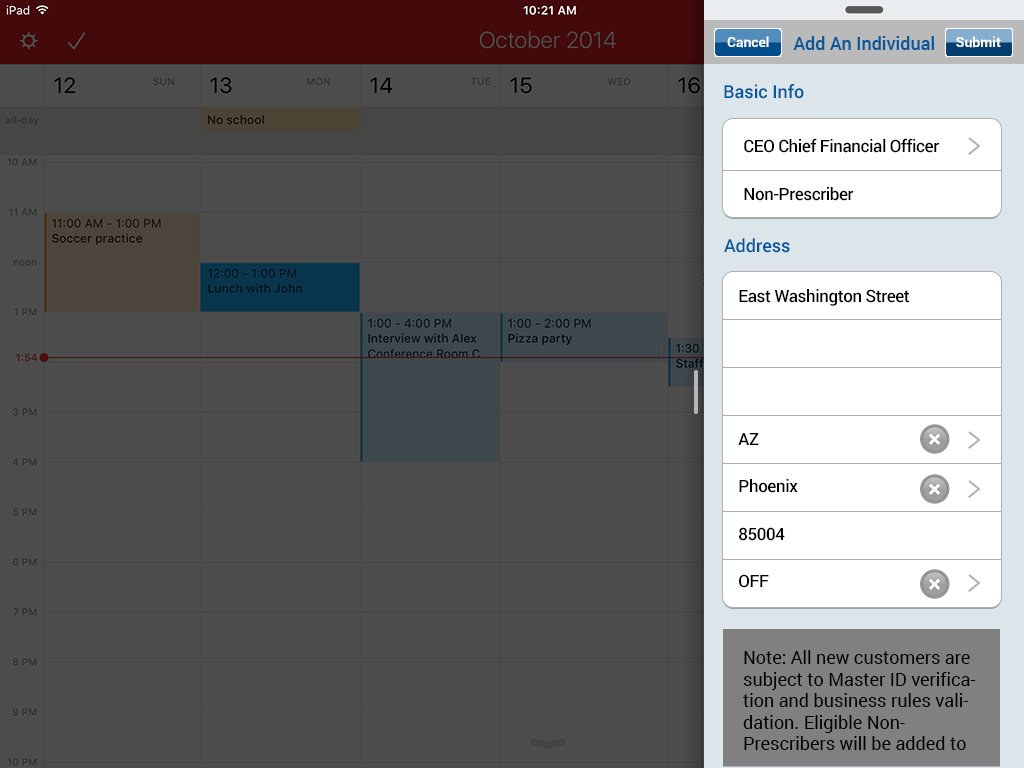 iPad
10:21 AM
October 2014
12 SUN
13 MON
14 TUE
15 WED
16
all-day
No school
10 AM
11 AM
noon
1 PM
1:54
3 PM
4 PM
5 PM
6 PM
7 PM
8 PM
9 PM
10 PM
11:00 AM - 1:00 PM
Soccer practice
12:00 - 1:00 PM
Lunch with John
1:00 - 4:00 PM
Interview with Alex
Conference Room C
1:00 - 2:00 PM
Pizza party
1:30
Staff
Cancel
Add An Individual
Submit
Basic Info
CEO Chief Financial Officer
Non-Prescriber
Address
East Washington Street
AZ
Phoenix
85004
OFF
Note: All new customers are
subject to Master ID verifica-
tion and business rules vali-
dation. Eligible Non-
Prescribers will be added to